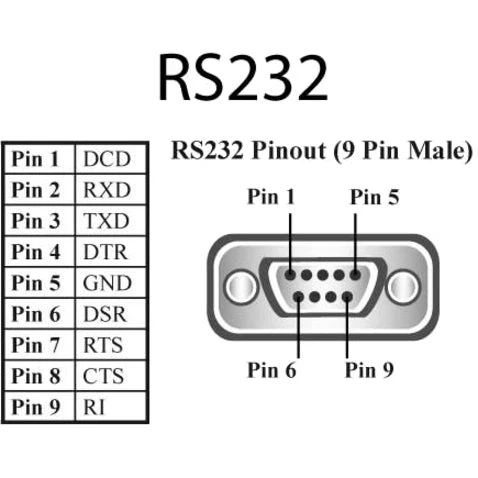 RS232
Pin 1 DCD
Pin 2 RXD
Pin 3 TXD
Pin 4 DTR
Pin 5 GND
Pin 6 DSR
Pin 7 RTS
Pin 8 CTS
Pin 9 RI
RS232 Pinout (9 Pin Male)
Pin 1 Pin 5
Pin 6 Pin 9